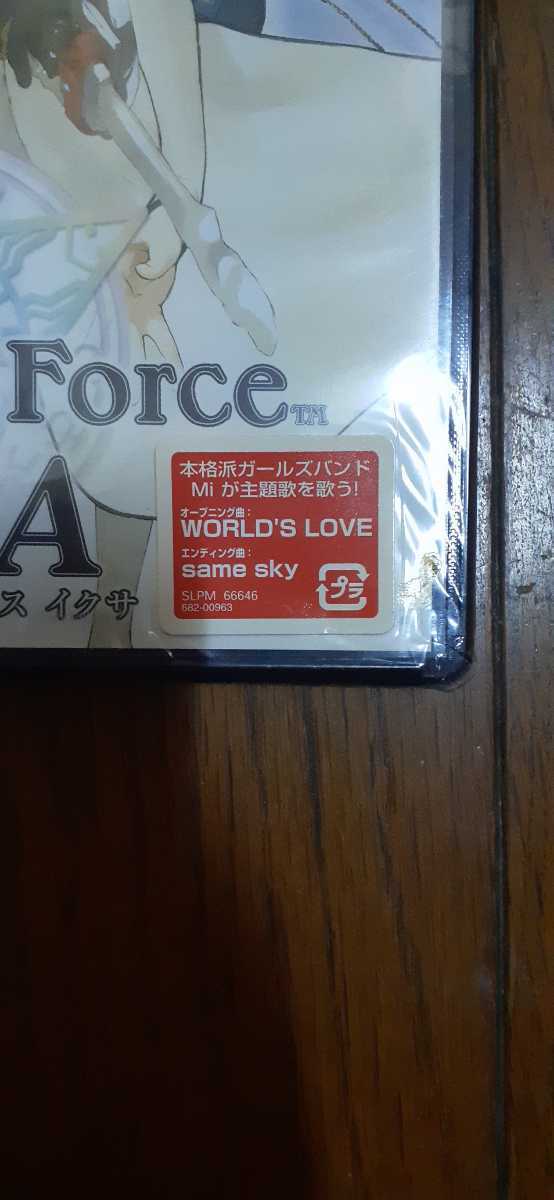 Force™
A
ス イクサ
本格派ガールズバンド
Mi が主題歌を歌う!
オープニング曲:
WORLD'S LOVE
エンディング曲:
same sky
プラ
SLPM 66646
682-00963